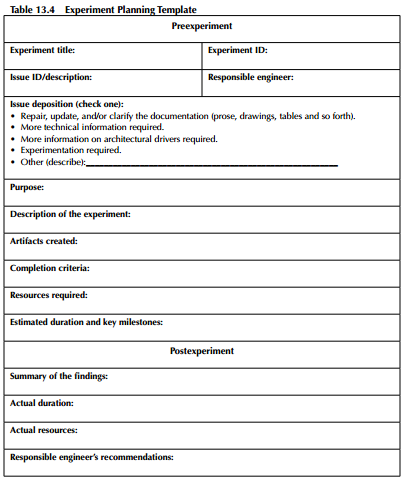 Table 13.4 Experiment Planning Template
Preexperiment
Experiment title: Experiment ID:
Issue ID/description: Responsible engineer:
Issue deposition (check one):
• Repair, update, and/or clarify the documentation (prose, drawings, tables and so forth).
• More technical information required.
• More information on architectural drivers required.
• Experimentation required.
• Other (describe):
Purpose:
Description of the experiment:
Artifacts created:
Completion criteria:
Resources required:
Estimated duration and key milestones:
Postexperiment
Summary of the findings:
Actual duration:
Actual resources:
Responsible engineer's recommendations: